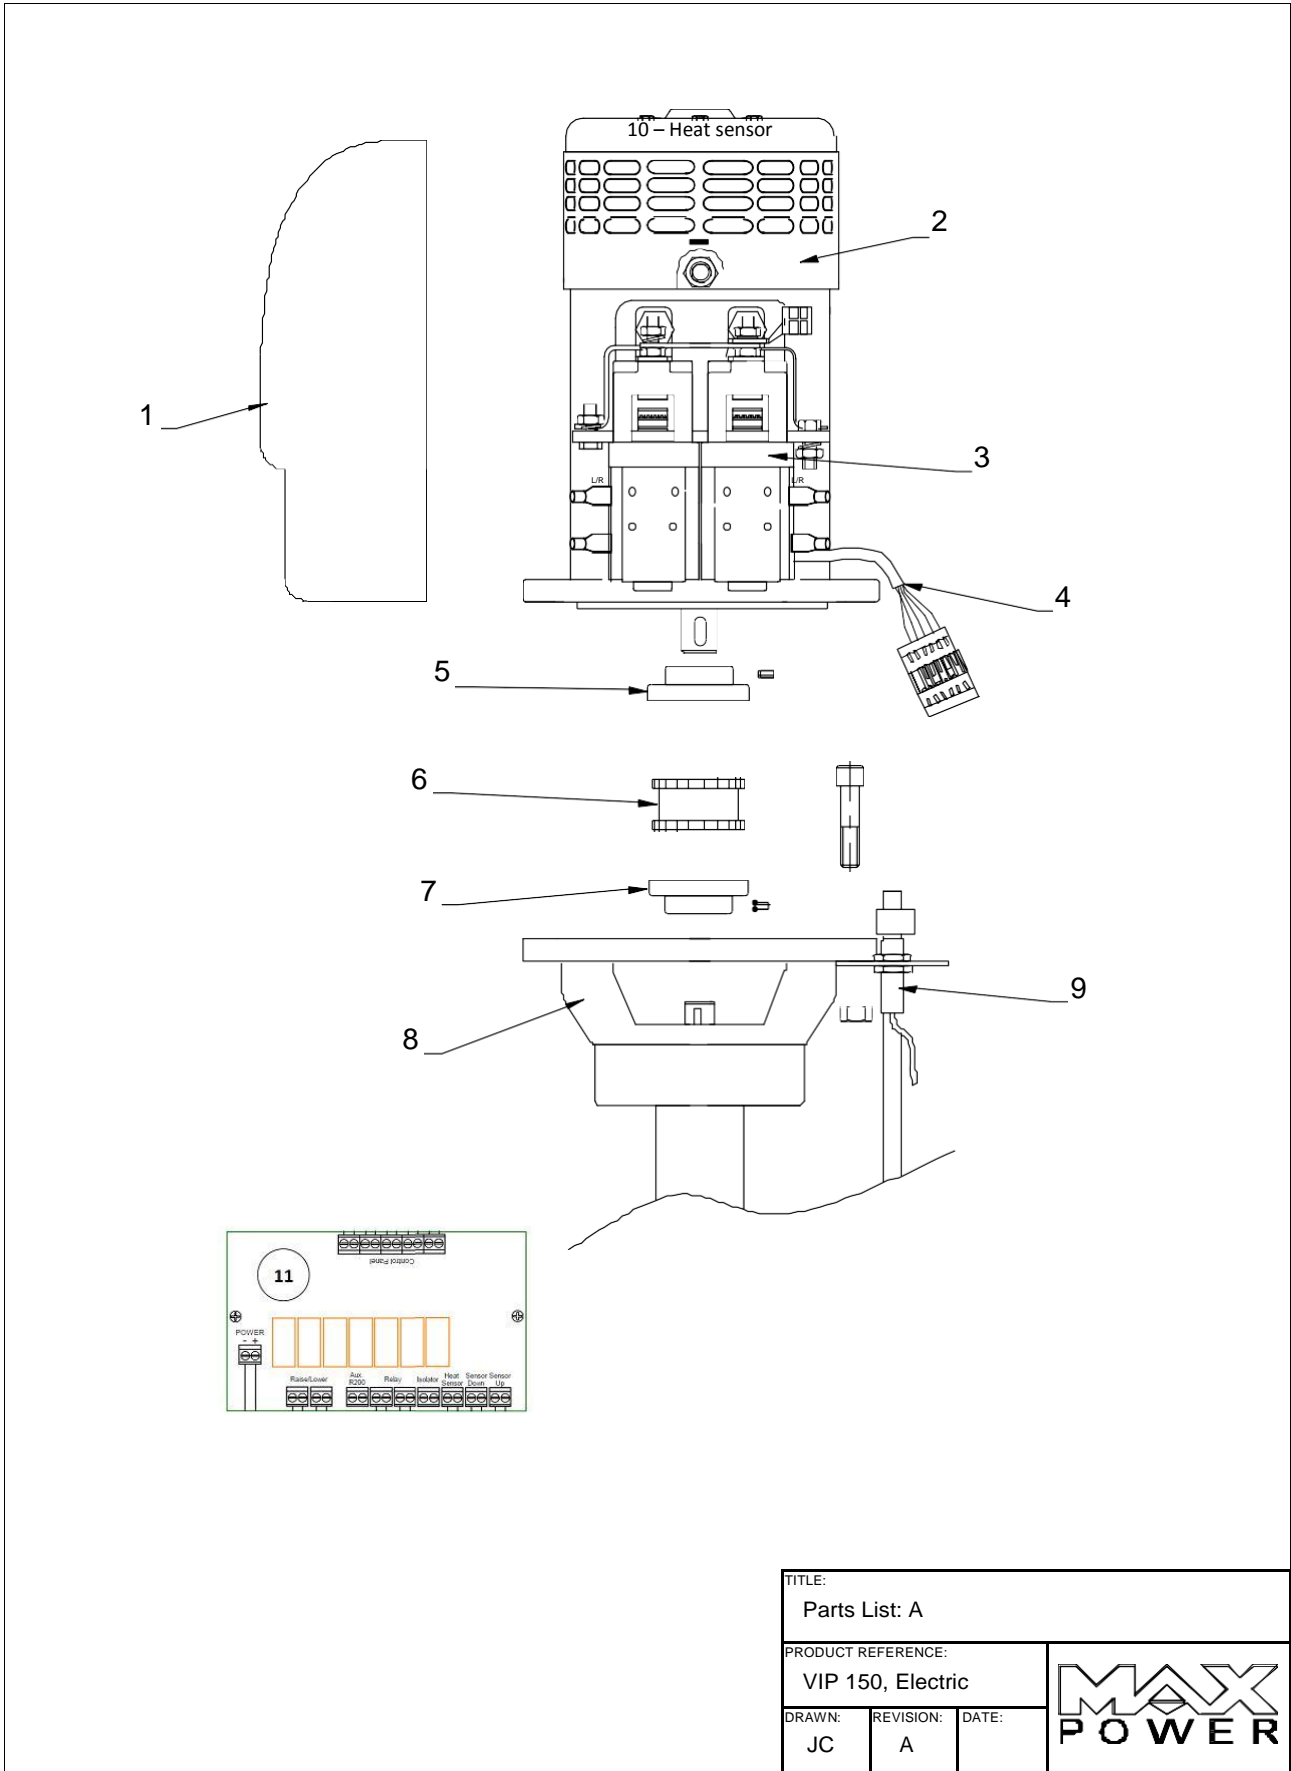 10 – Heat sensor
2
1
3
L/R L/R
4
5
6
7
9
8
Control Panel
11
POWER
- +
Raise/Lower
Aux. R200
Relay
Isolator
Heat Sensor
Sensor Down
Sensor Up
TITLE:
Parts List: A
PRODUCT REFERENCE:
VIP 150, Electric
DRAWN:
JC
REVISION:
A
DATE:
MAX
POWER